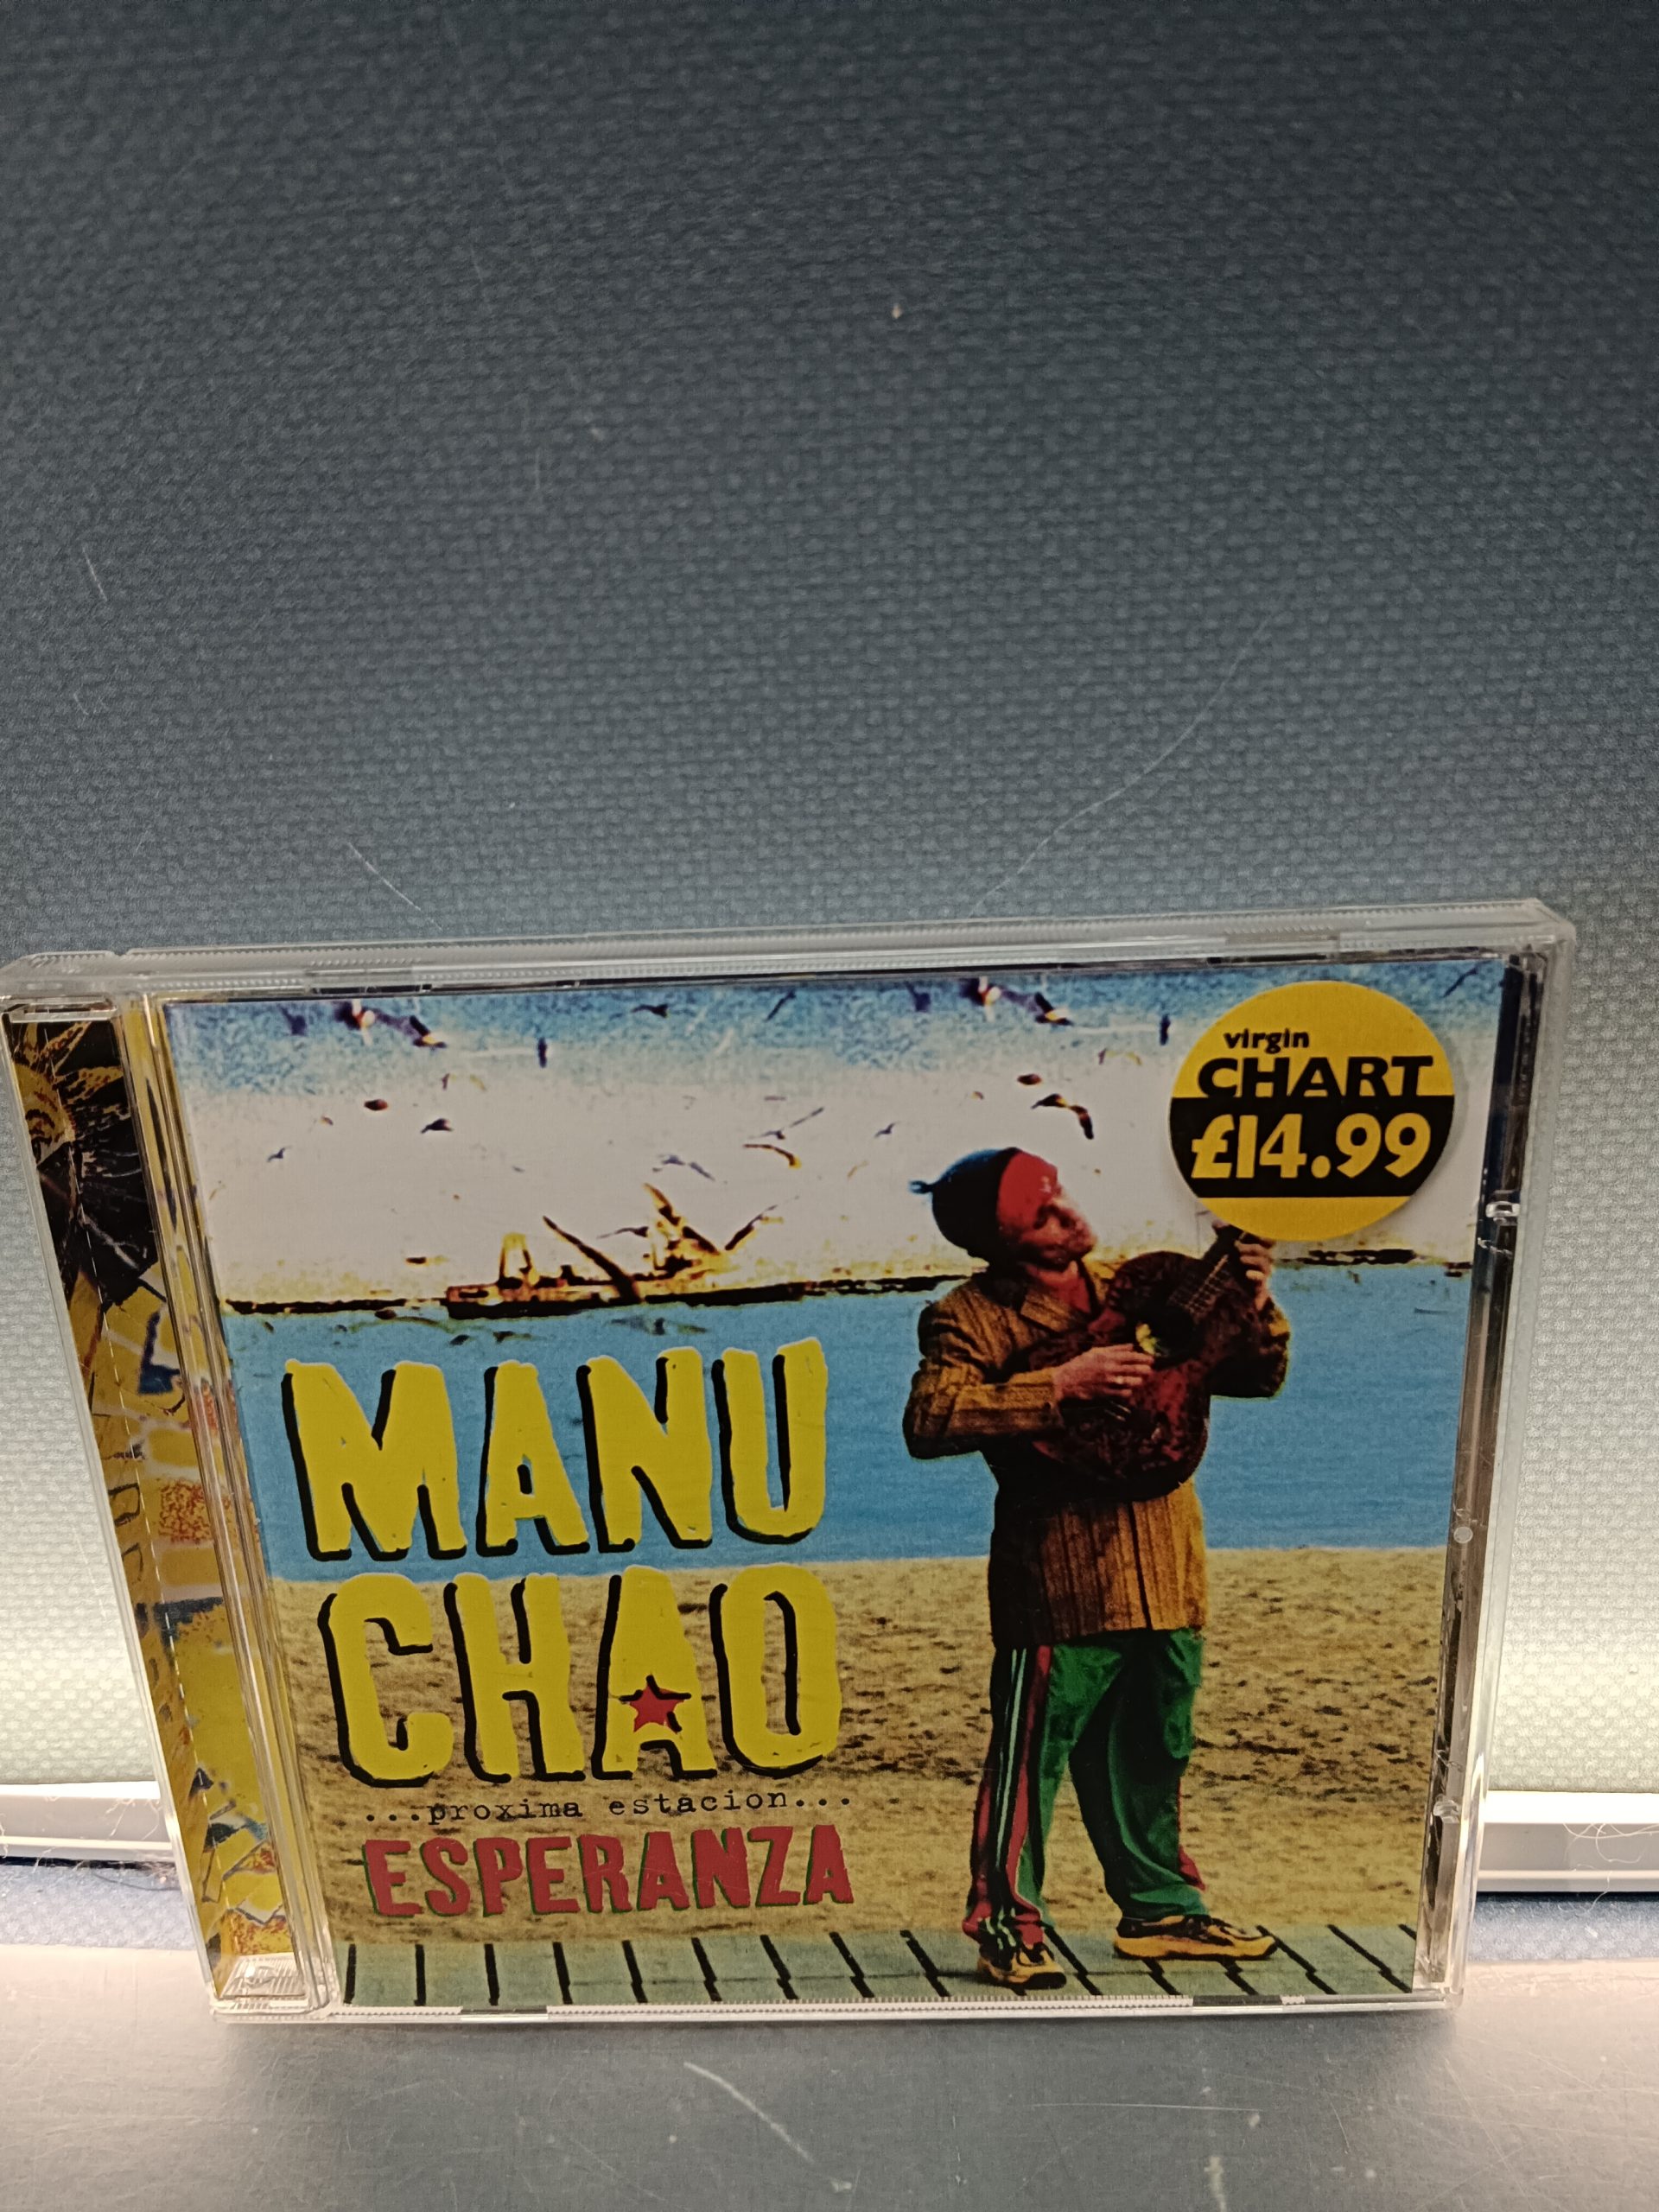 virgin
CHART
£14.99
MANU
CHAO
...proxima estacion...
ESPERANZA